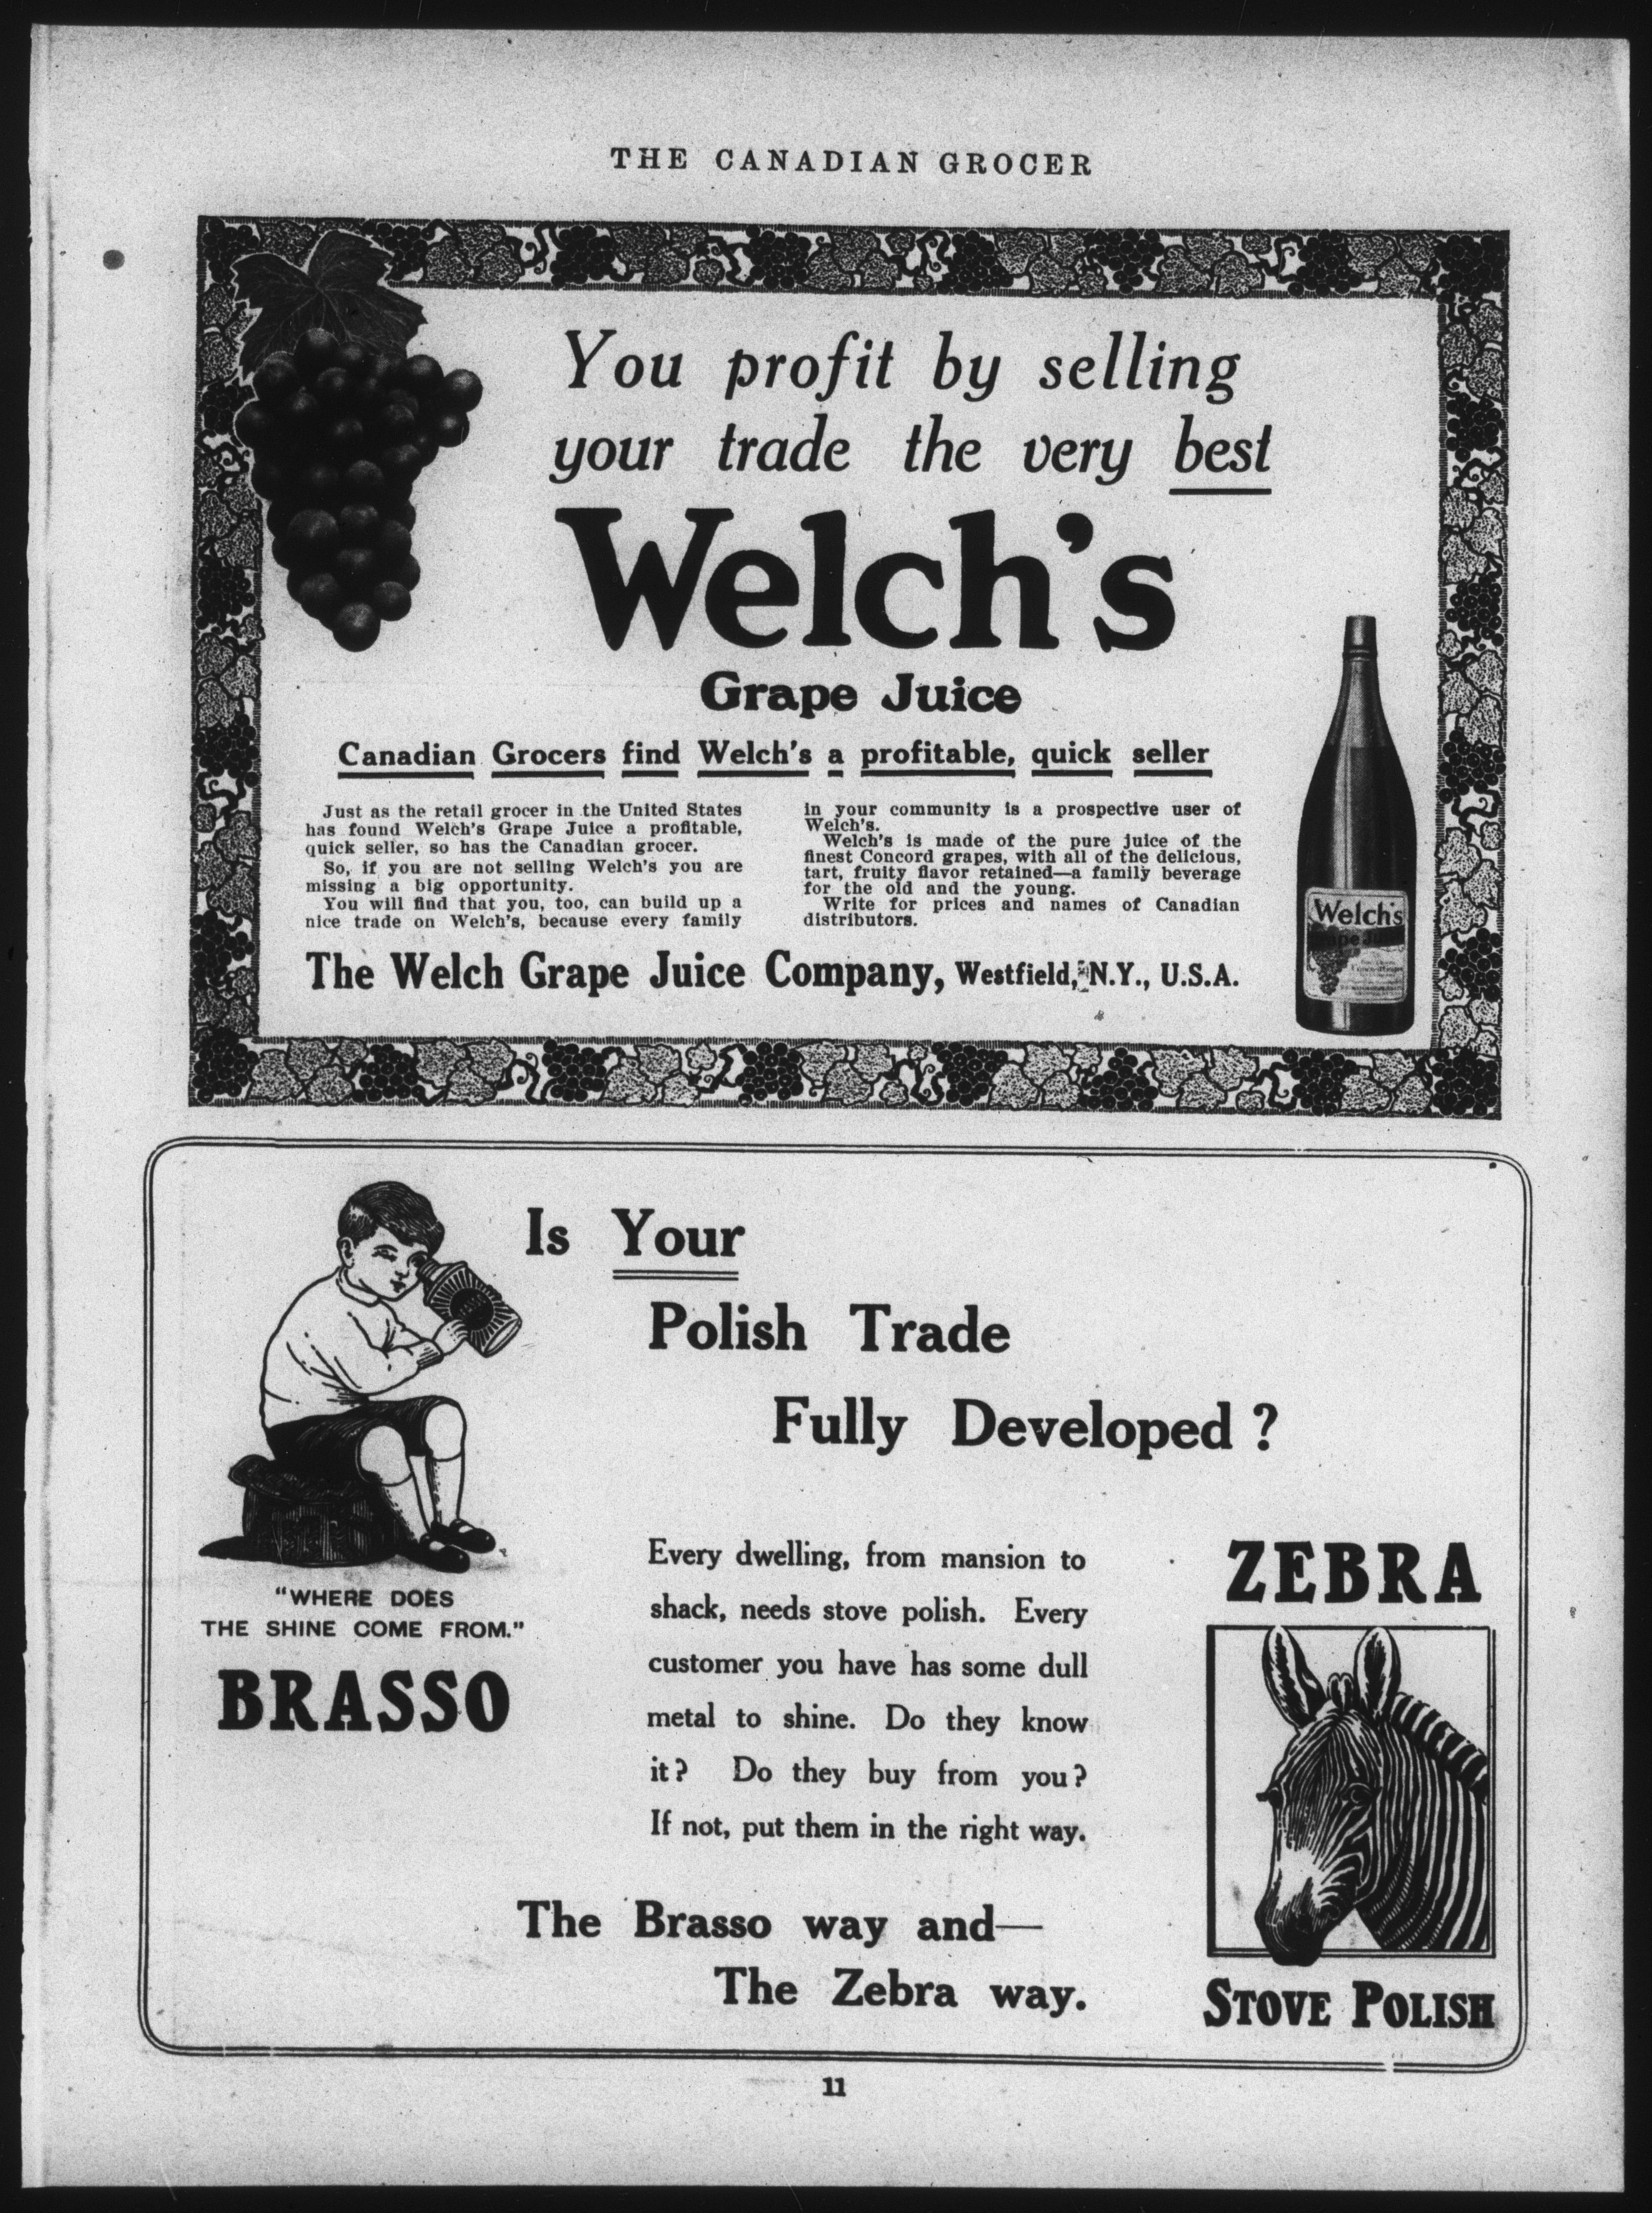 THE CANADIAN GROCER
You profit by selling
your trade the very best
Welch's
Grape Juice
Canadian Grocers find Welch's a profitable, quick seller
Just as the retail grocer in the United States
has found Welch's Grape Juice a profitable,
quick seller, so has the Canadian grocer.
So, if you are not selling Welch's you are
missing a big opportunity.
You will find that you, too, can build up a
nice trade on Welch's, because every family
in your community is a prospective user of
Welch's.
Welch's is made of the pure juice of the
finest Concord grapes, with all of the delicious,
tart, fruity flavor retained—a family beverage
for the old and the young.
Write for prices and names of Canadian
distributors.
Welch's
Grape Juice
The Welch Grape Juice Company, Westfield, N.Y., U.S.A.
Is Your
Polish Trade
Fully Developed ?
"WHERE DOES
THE SHINE COME FROM."
BRASSO
Every dwelling, from mansion to
shack, needs stove polish. Every
customer you have has some dull
metal to shine. Do they know
it? Do they buy from you?
If not, put them in the right way.
The Brasso way and—
The Zebra way.
ZEBRA
STOVE POLISH
11